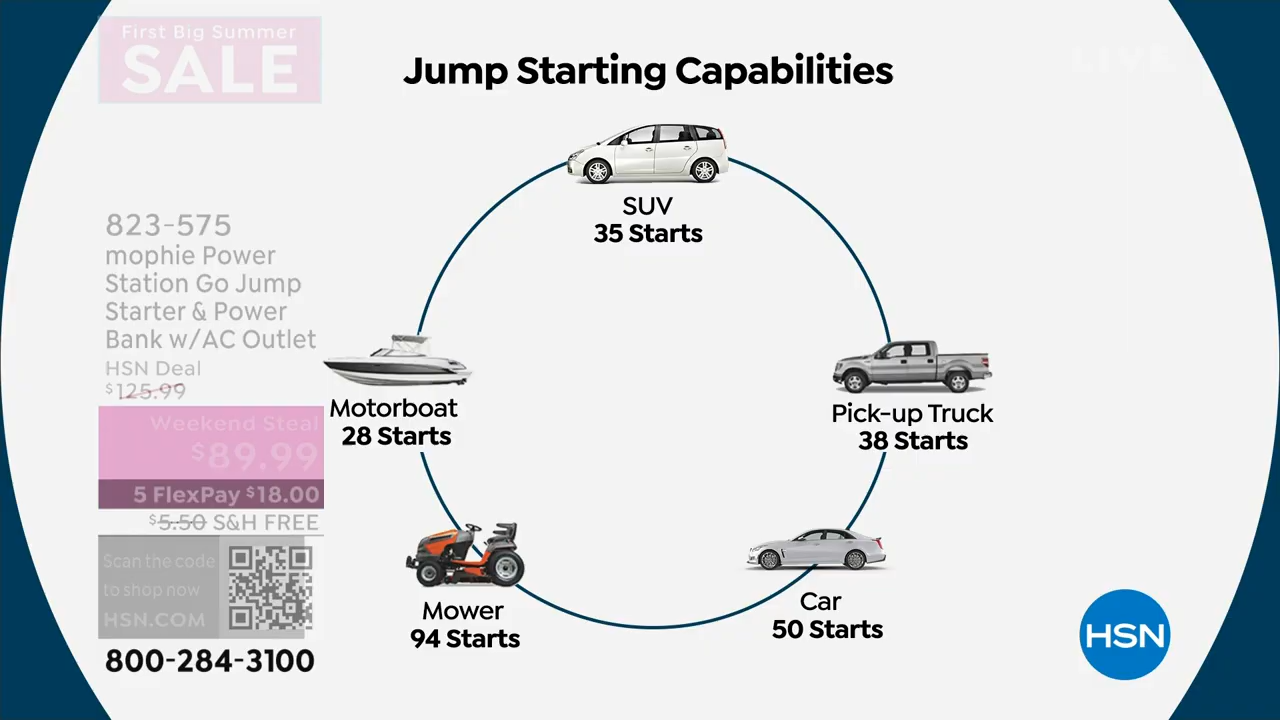 First Big Summer
SALE
Jump Starting Capabilities
LIVE
SUV
35 Starts
823-575
mophie Power
Station Go Jump
Starter & Power
Bank w/AC Outlet
HSN Deal
$125.99
Weekend Steal
$89.99
5 FlexPay $18.00
$5.50 S&H FREE
Scan the code
to shop now
HSN.COM
800-284-3100
Motorboat
28 Starts
Pick-up Truck
38 Starts
Mower
94 Starts
Car
50 Starts
HSN